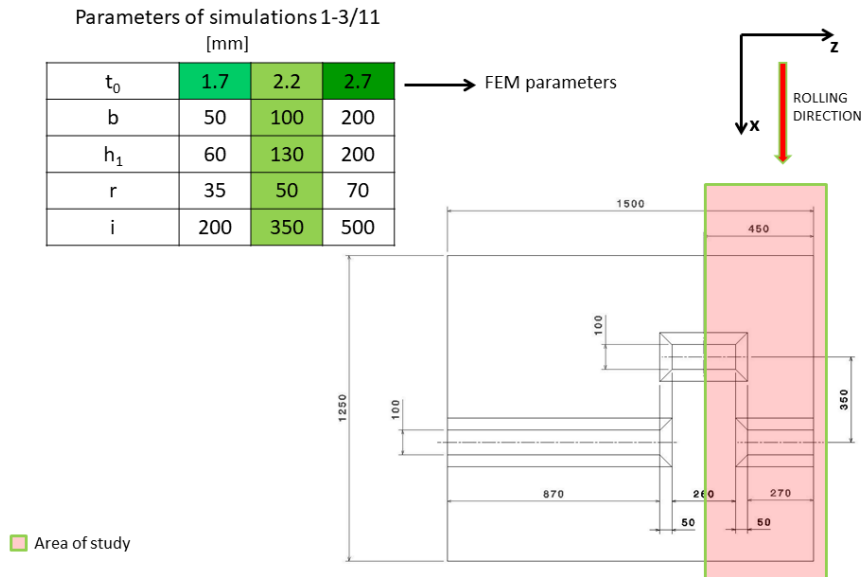 Parameters of simulations 1-3/11
[mm]
t0 1.7 2.2 2.7
b 50 100 200
h1 60 130 200
r 35 50 70
i 200 350 500
FEM parameters
z
x
ROLLING
DIRECTION
1500
450
100
350
1250
100
870
260
270
50
50
Area of study